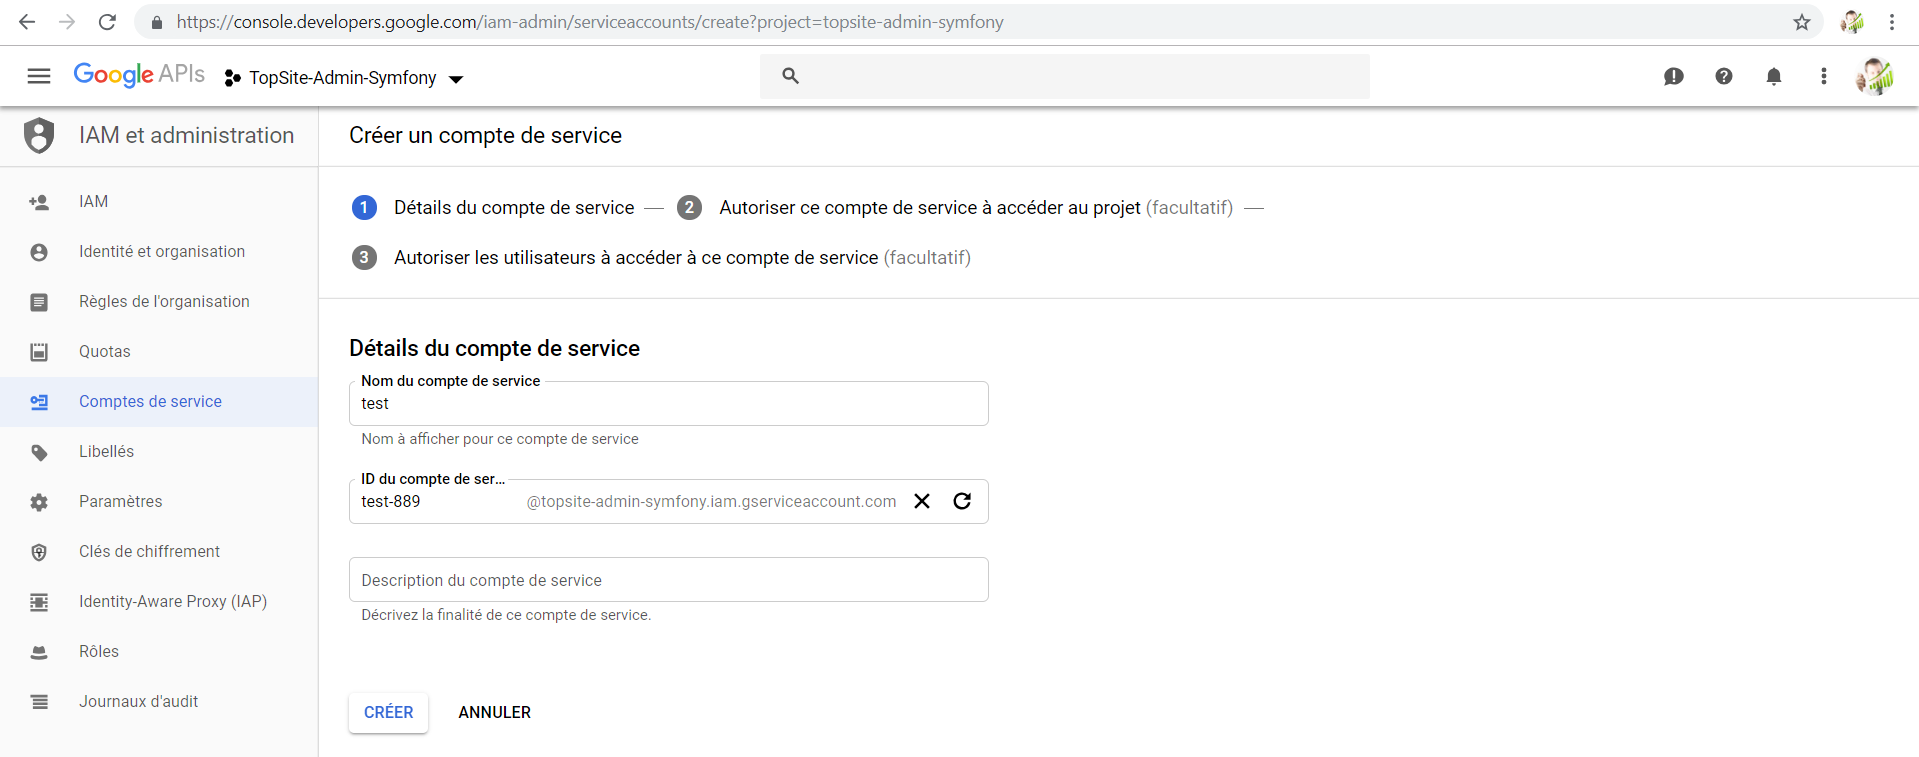 https://console.developers.google.com/iam-admin/serviceaccounts/create?project=topsite-admin-symfony
Google APIs TopSite-Admin-Symfony
IAM et administration
Créer un compte de service
IAM
Identité et organisation
Règles de l'organisation
Quotas
Comptes de service
Libellés
Paramètres
Clés de chiffrement
Identity-Aware Proxy (IAP)
Rôles
Journaux d'audit
1 Détails du compte de service — 2 Autoriser ce compte de service à accéder au projet (facultatif) —
3 Autoriser les utilisateurs à accéder à ce compte de service (facultatif)
Détails du compte de service
Nom du compte de service
test
Nom à afficher pour ce compte de service
ID du compte de ser...
test-889 @topsite-admin-symfony.iam.gserviceaccount.com
Description du compte de service
Décrivez la finalité de ce compte de service.
CRÉER ANNULER